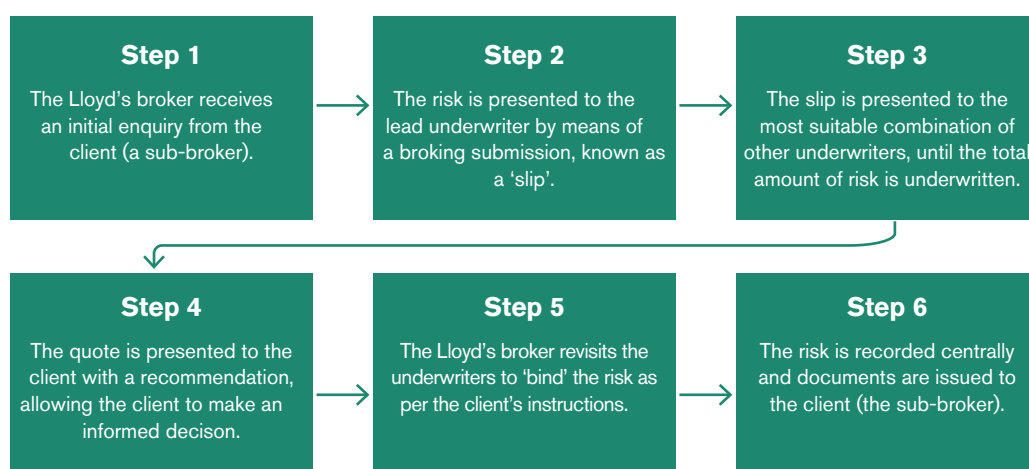 Step 1
The Lloyd’s broker receives
an initial enquiry from the
client (a sub-broker).
Step 2
The risk is presented to the
lead underwriter by means of
a broking submission, known as
a ‘slip’.
Step 3
The slip is presented to the
most suitable combination of
other underwriters, until the total
amount of risk is underwritten.
Step 4
The quote is presented to the
client with a recommendation,
allowing the client to make an
informed decison.
Step 5
The Lloyd’s broker revisits the
underwriters to ‘bind’ the risk as
per the client’s instructions.
Step 6
The risk is recorded centrally
and documents are issued to
the client (the sub-broker).